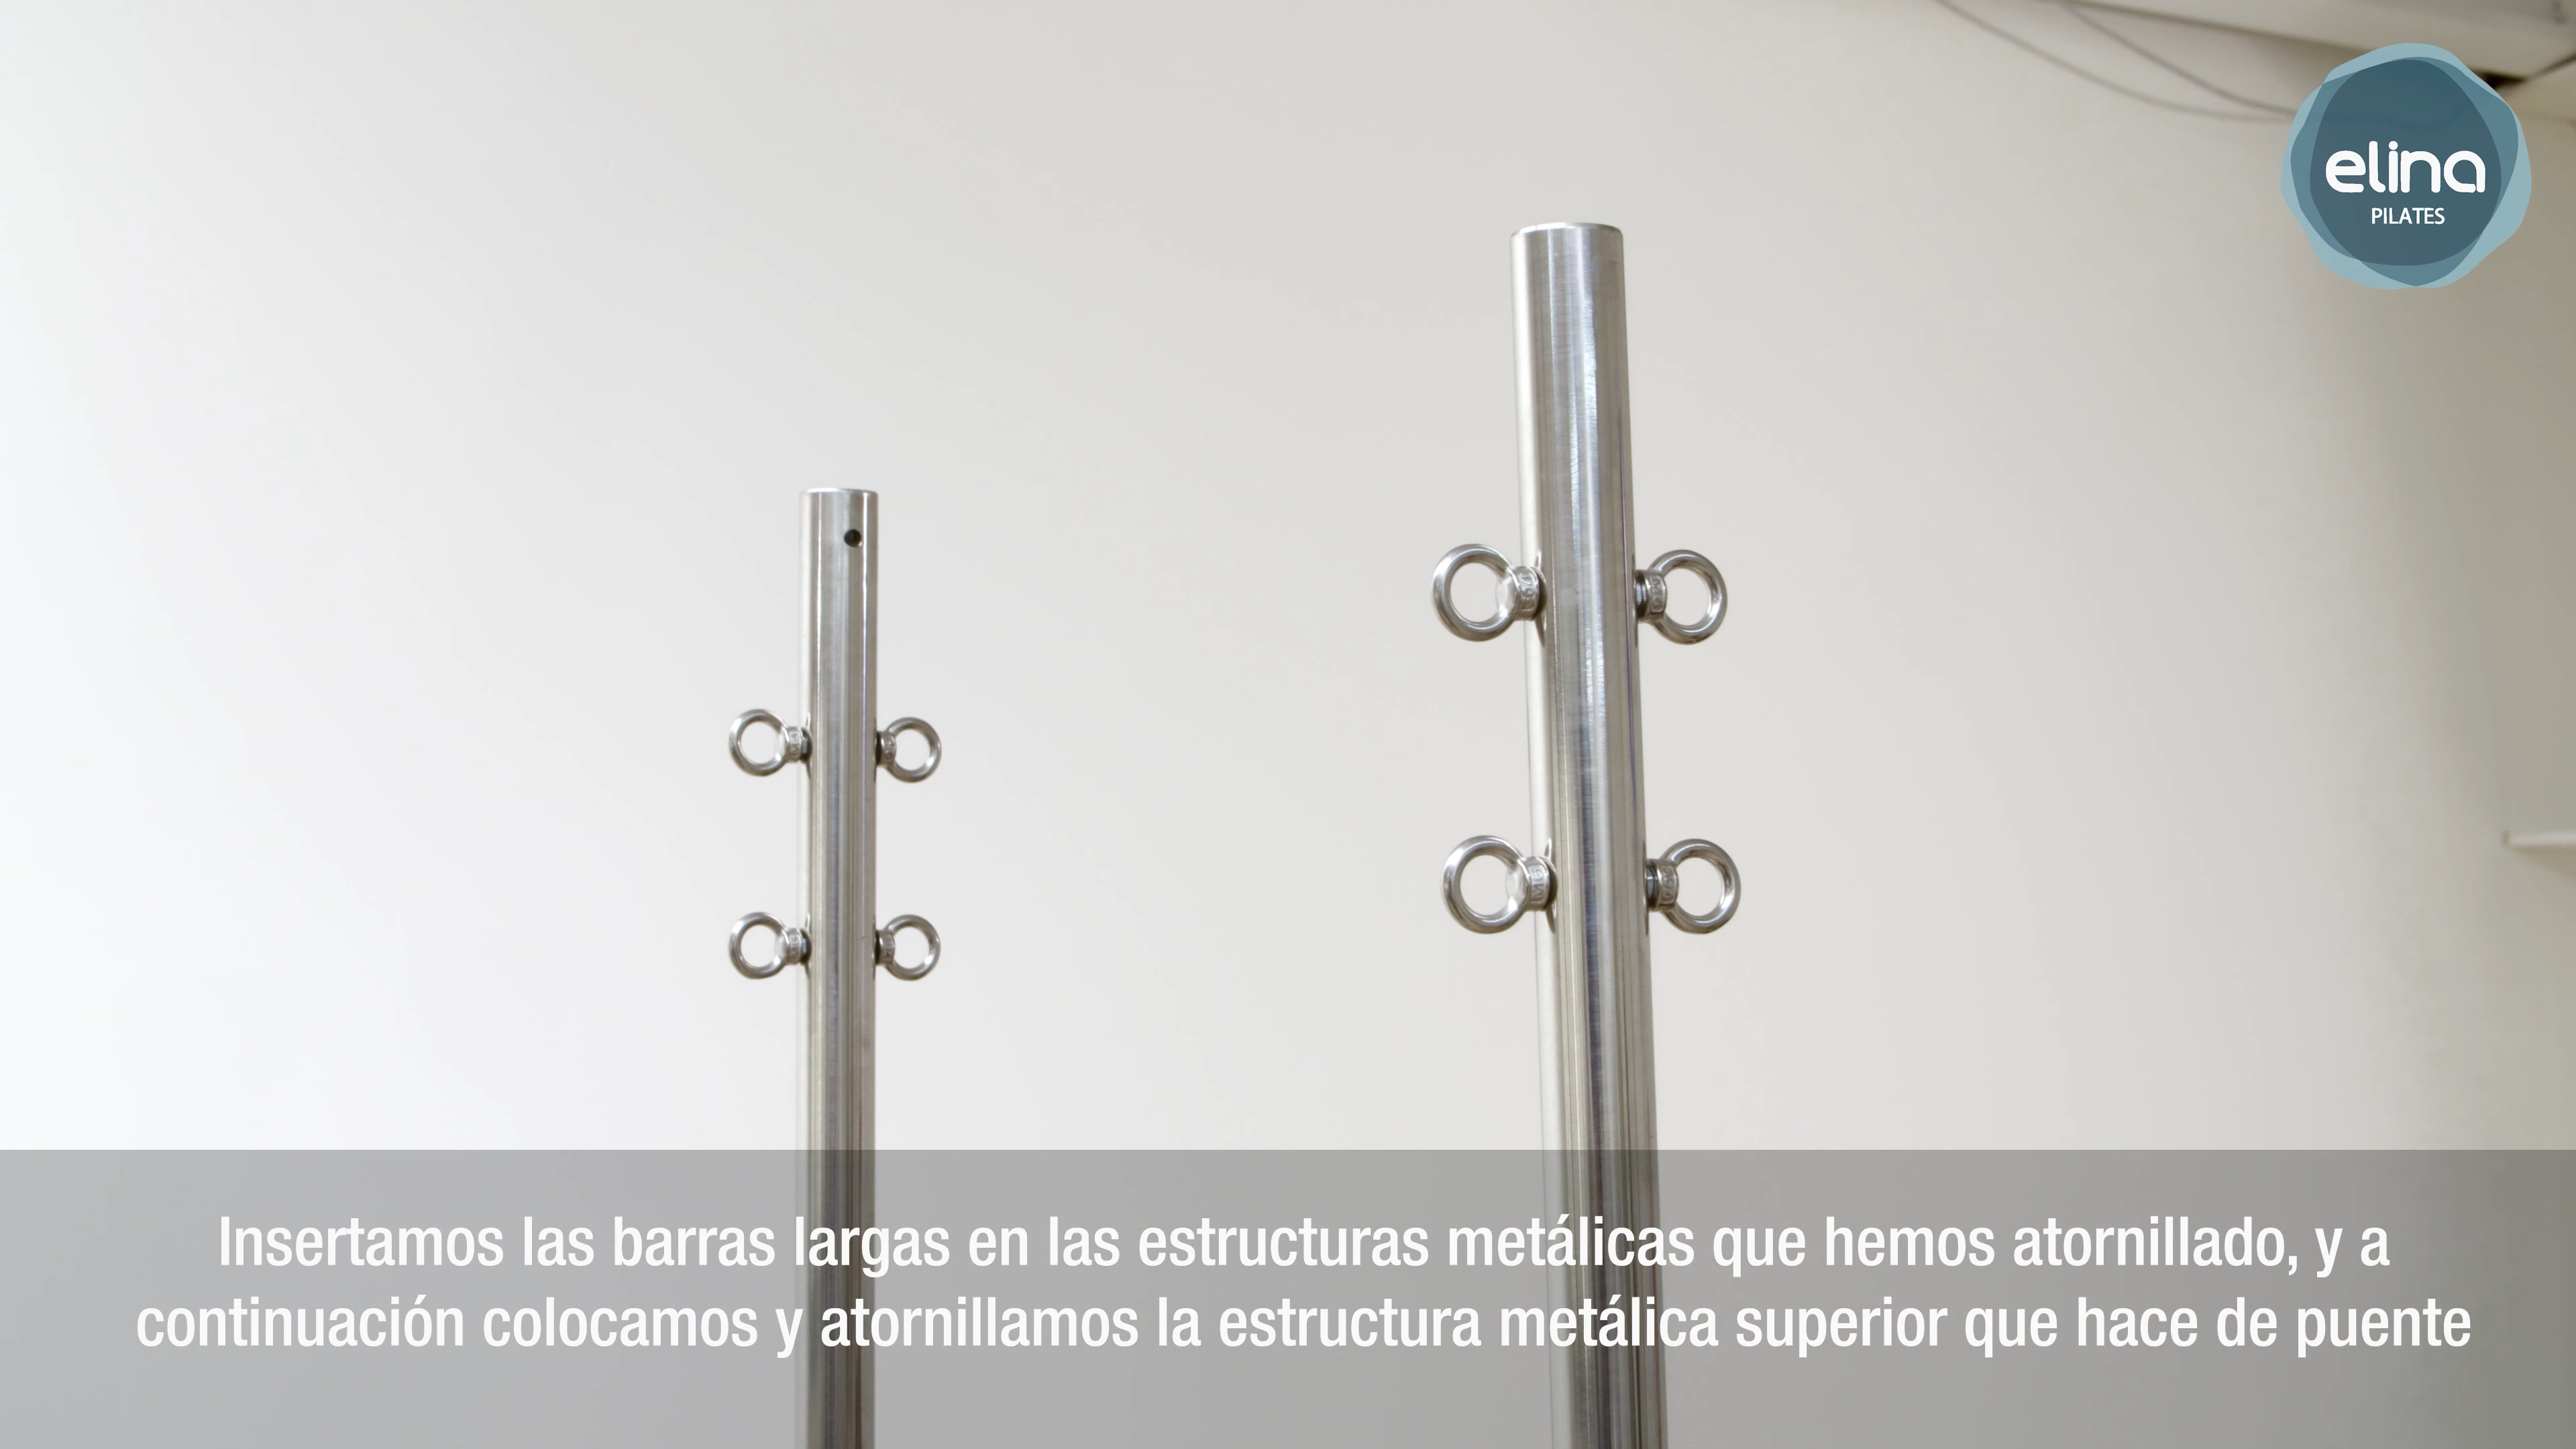 elina
PILATES
Insertamos las barras largas en las estructuras metálicas que hemos atornillado, y a
continuación colocamos y atornillamos la estructura metálica superior que hace de puente